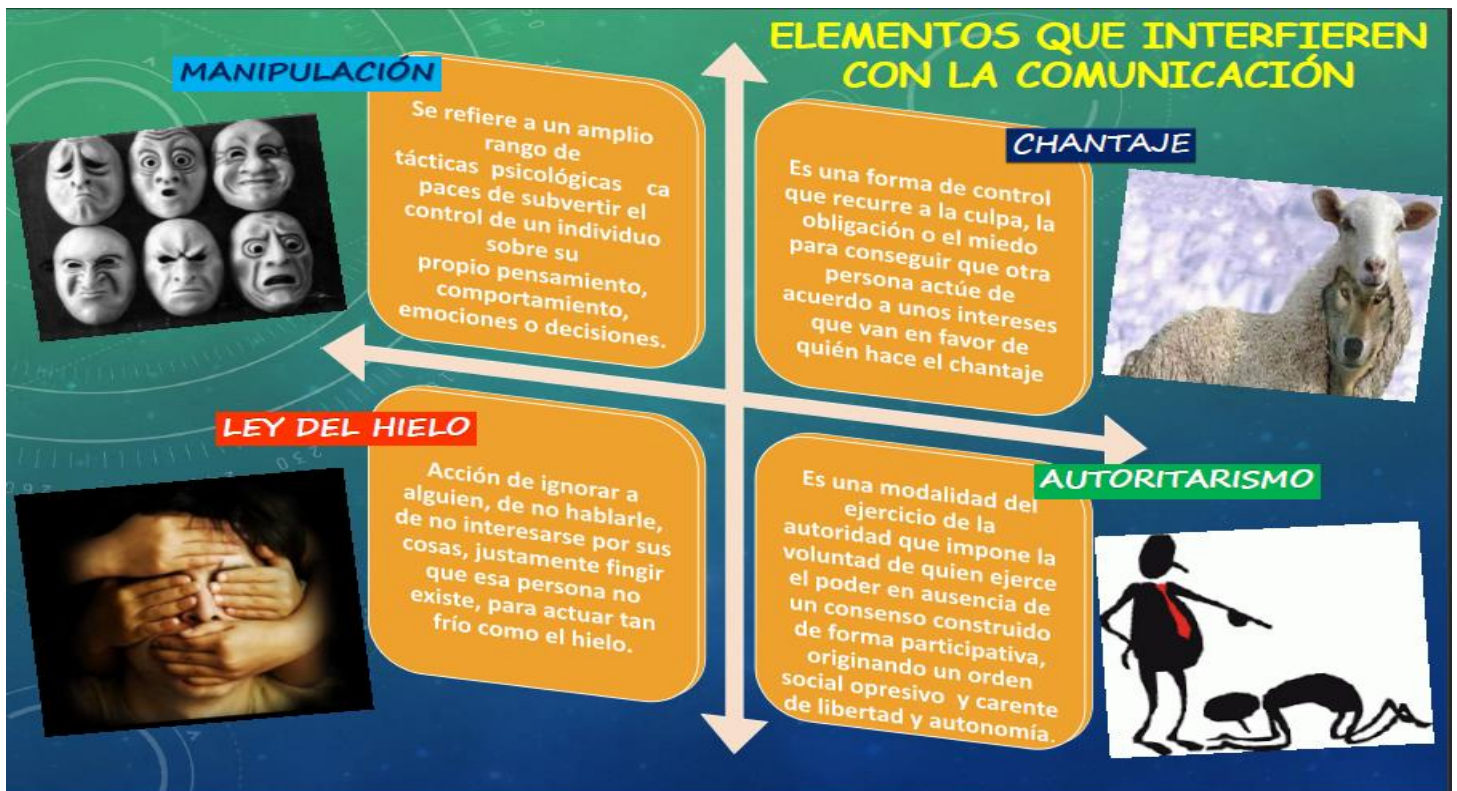 ELEMENTOS QUE INTERFIEREN
CON LA COMUNICACIÓN
MANIPULACIÓN
Se refiere a un amplio
rango de
tácticas psicológicas ca
paces de subvertir el
control de un individuo
sobre su
propio pensamiento,
comportamiento,
emociones o decisiones.
CHANTAJE
Es una forma de control
que recurre a la culpa, la
obligación o el miedo
para conseguir que otra
persona actúe de
acuerdo a unos intereses
que van en favor de
quién hace el chantaje
LEY DEL HIELO
Acción de ignorar a
alguien, de no hablarle,
de no interesarse por sus
cosas, justamente fingir
que esa persona no
existe, para actuar tan
frío como el hielo.
AUTORITARISMO
Es una modalidad del
ejercicio de la
autoridad que impone la
voluntad de quien ejerce
el poder en ausencia de
un consenso construido
de forma participativa,
originando un orden
social opresivo y carente
de libertad y autonomía.